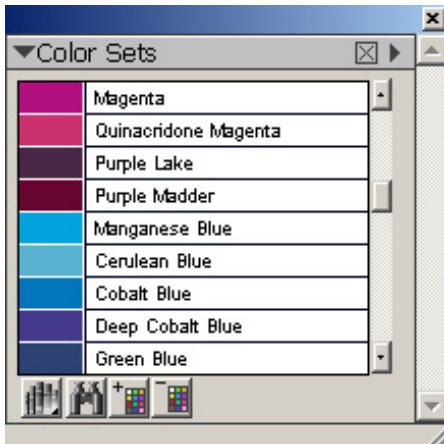 Color Sets
Magenta
Quinacridone Magenta
Purple Lake
Purple Madder
Manganese Blue
Cerulean Blue
Cobalt Blue
Deep Cobalt Blue
Green Blue